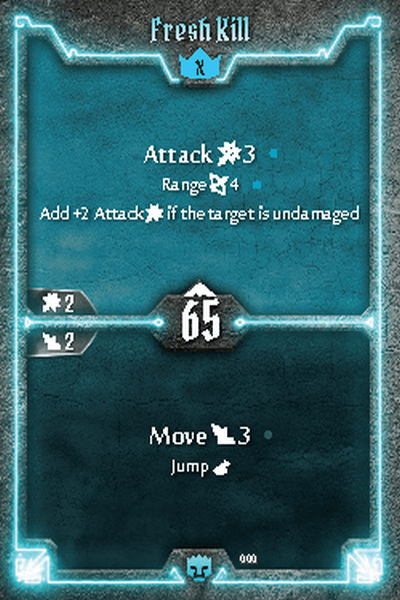 Fresh Kill
X
Attack 3
Range 4
Add +2 Attack if the target is undamaged
2
65
2
Move 3
Jump
000